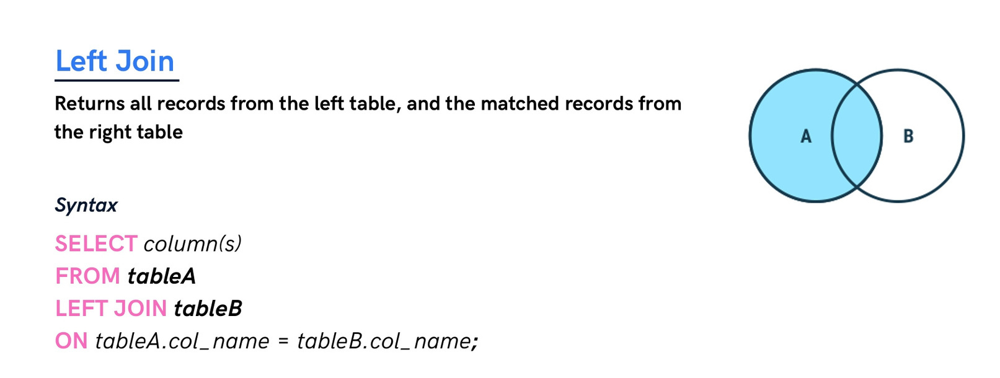 Left Join
Returns all records from the left table, and the matched records from
the right table
A
B
Syntax
SELECT column(s)
FROM tableA
LEFT JOIN tableB
ON tableA.col_name = tableB.col_name;